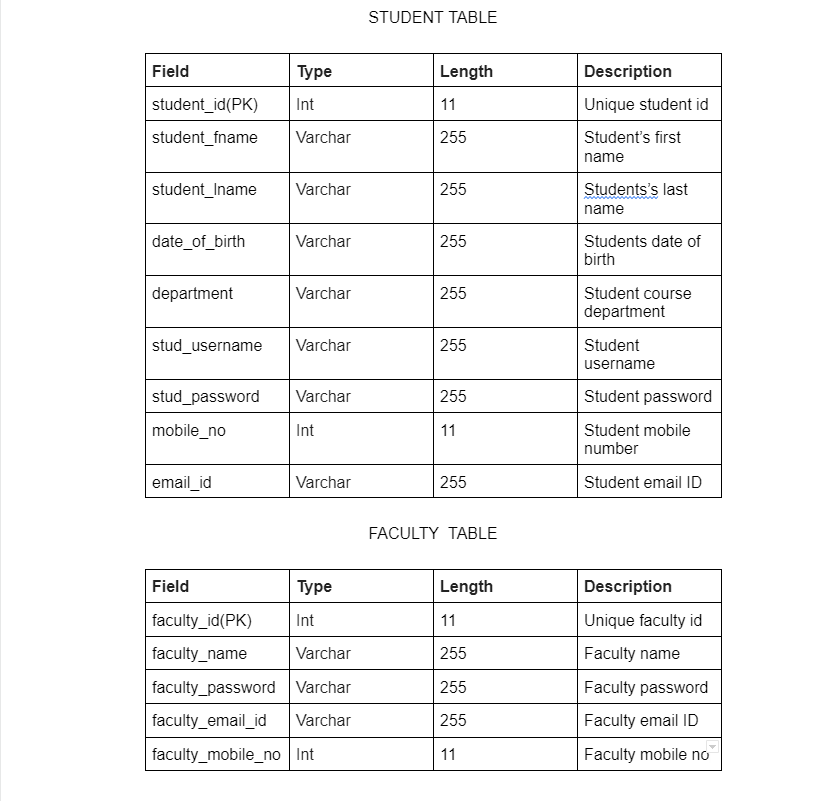 STUDENT TABLE
Field Type Length Description
student_id(PK) Int 11 Unique student id
student_fname Varchar 255 Student’s first
name
student_lname Varchar 255 Students’s last
name
date_of_birth Varchar 255 Students date of
birth
department Varchar 255 Student course
department
stud_username Varchar 255 Student
username
stud_password Varchar 255 Student password
mobile_no Int 11 Student mobile
number
email_id Varchar 255 Student email ID
FACULTY TABLE
Field Type Length Description
faculty_id(PK) Int 11 Unique faculty id
faculty_name Varchar 255 Faculty name
faculty_password Varchar 255 Faculty password
faculty_email_id Varchar 255 Faculty email ID
faculty_mobile_no Int 11 Faculty mobile no